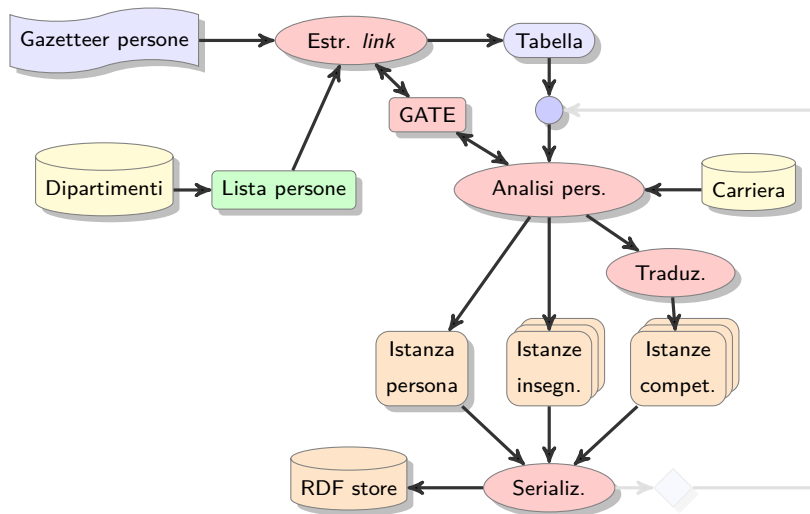 Gazetteer persone
Estr. link
Tabella
GATE
Dipartimenti
Lista persone
Analisi pers.
Carriera
Traduz.
Istanza
persona
Istanze
insegn.
Istanze
compet.
RDF store
Serializ.